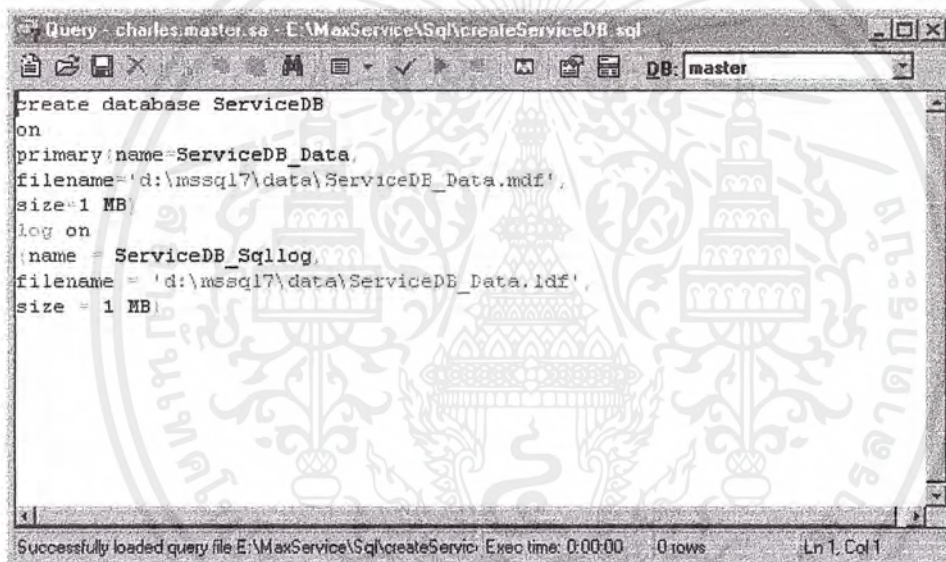 Query - charles.master.sa - E:\MaxService\Sql\createServiceDB.sql
DB: master
create database ServiceDB
on
primary(name=ServiceDB_Data,
filename='d:\mssql7\data\ServiceDB_Data.mdf',
size=1 MB)
log on
(name = ServiceDB_Sqllog,
filename = 'd:\mssql7\data\ServiceDB_Data.ldf',
size = 1 MB)
Successfully loaded query file E:\MaxService\Sql\createServic Exec time: 0:00:00 0 rows Ln 1, Col 1